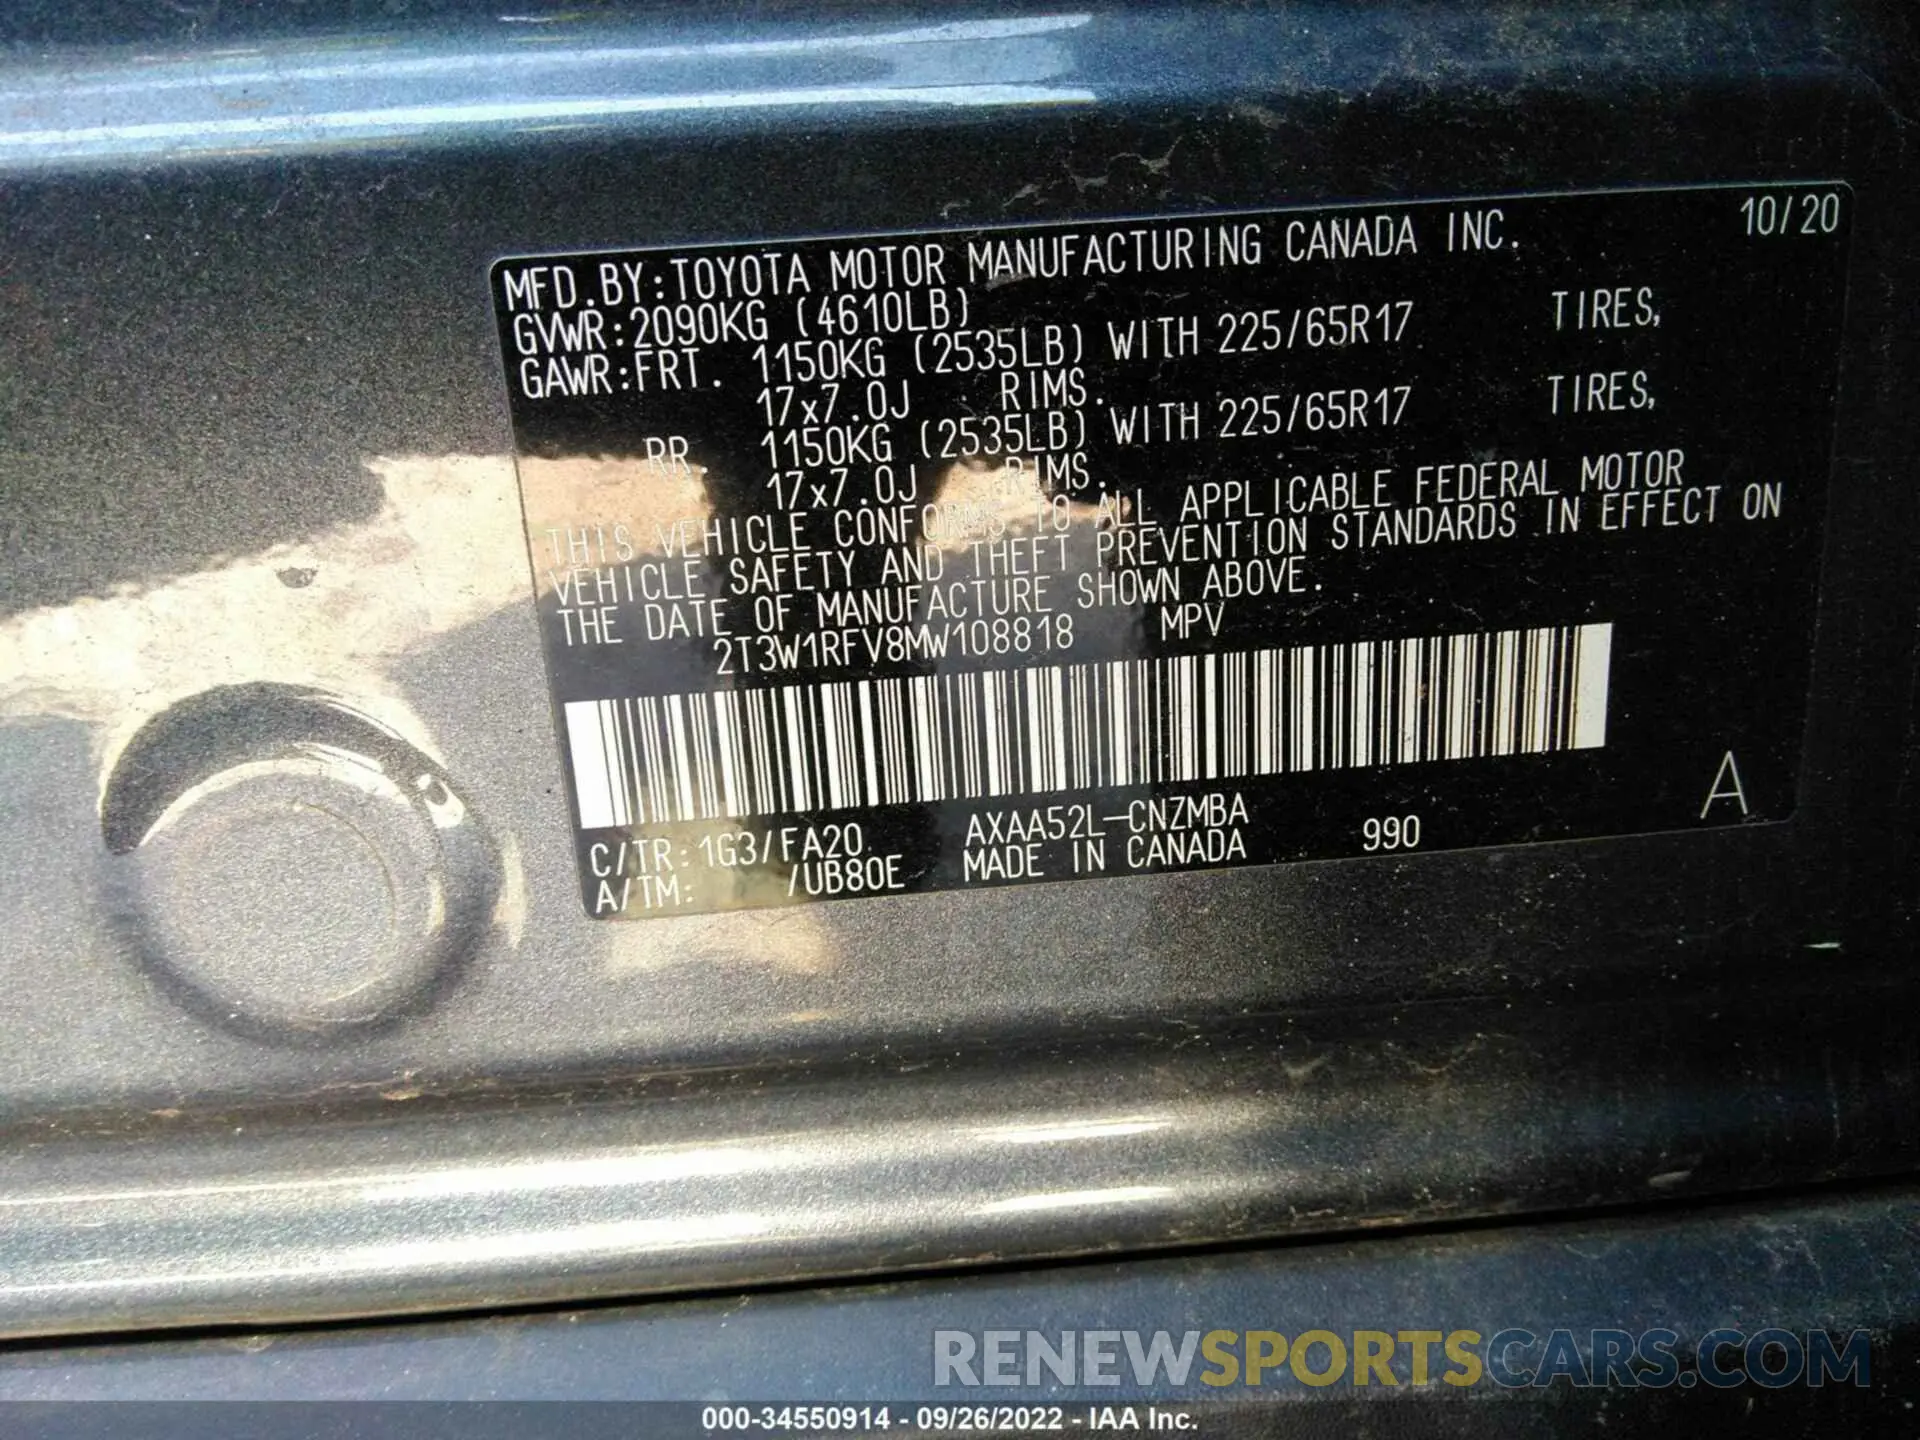 MFD.BY:TOYOTA MOTOR MANUFACTURING CANADA INC. 10/20
GVWR:2090KG (4610LB)
GAWR:FRT. 1150KG (2535LB) WITH 225/65R17 TIRES,
17x7.0J RIMS.
RR. 1150KG (2535LB) WITH 225/65R17 TIRES,
17x7.0J RIMS.
THIS VEHICLE CONFORMS TO ALL APPLICABLE FEDERAL MOTOR
VEHICLE SAFETY AND THEFT PREVENTION STANDARDS IN EFFECT ON
THE DATE OF MANUFACTURE SHOWN ABOVE.
2T3W1RFV8MW108818 MPV
C/TR:1G3/FA20 AXAA52L-CNZMBA 990 A
A/TM: /UB80E MADE IN CANADA
RENEWSPORTSCARS.COM
000-34550914 - 09/26/2022 - IAA Inc.